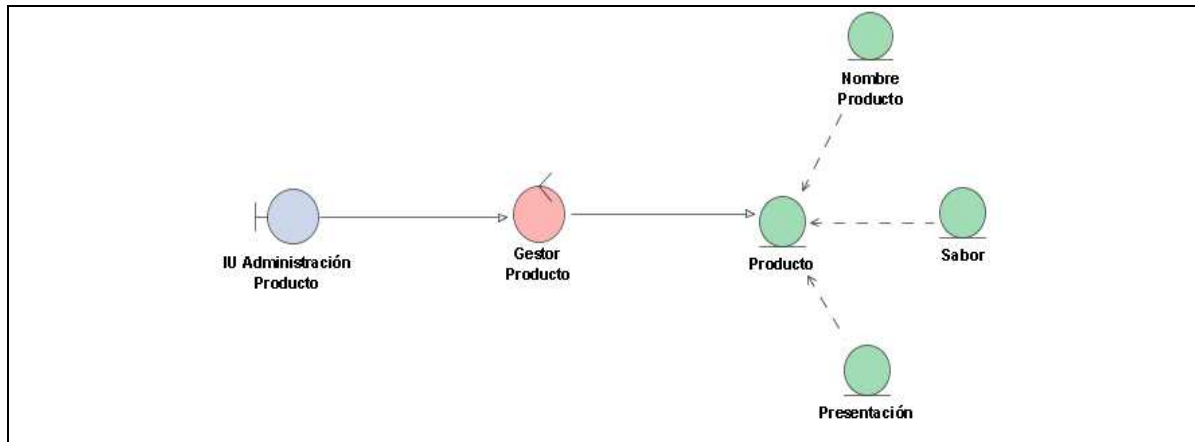 Nombre
Producto
IU Administración
Producto
Gestor
Producto
Producto
Sabor
Presentación